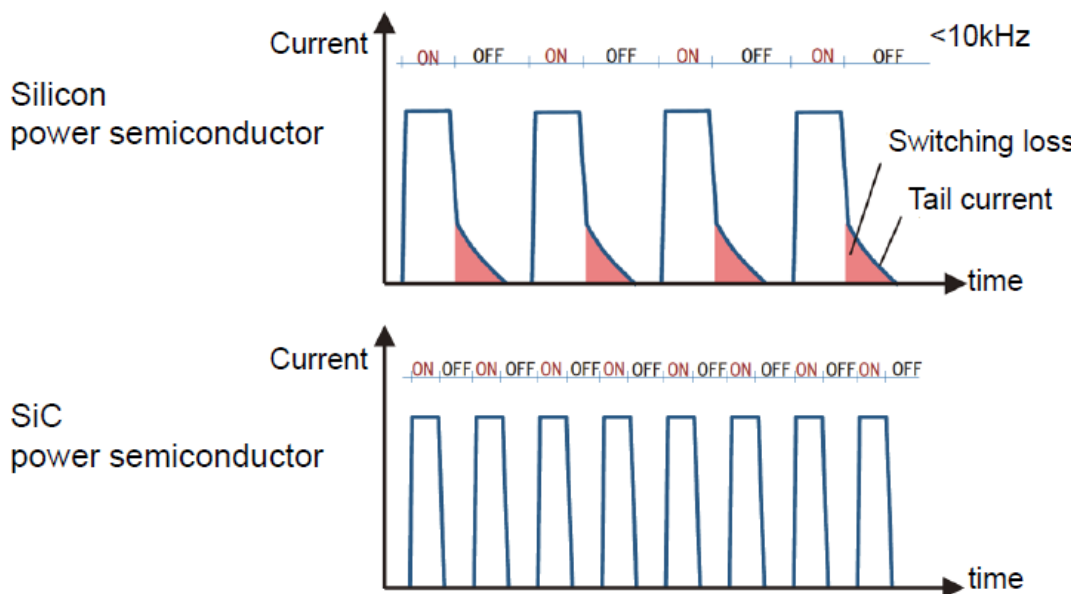 Current
ON OFF ON OFF ON OFF ON OFF
<10kHz
Silicon
power semiconductor
Switching loss
Tail current
time
Current
ON OFF ON OFF ON OFF ON OFF ON OFF ON OFF ON OFF ON OFF
SiC
power semiconductor
time